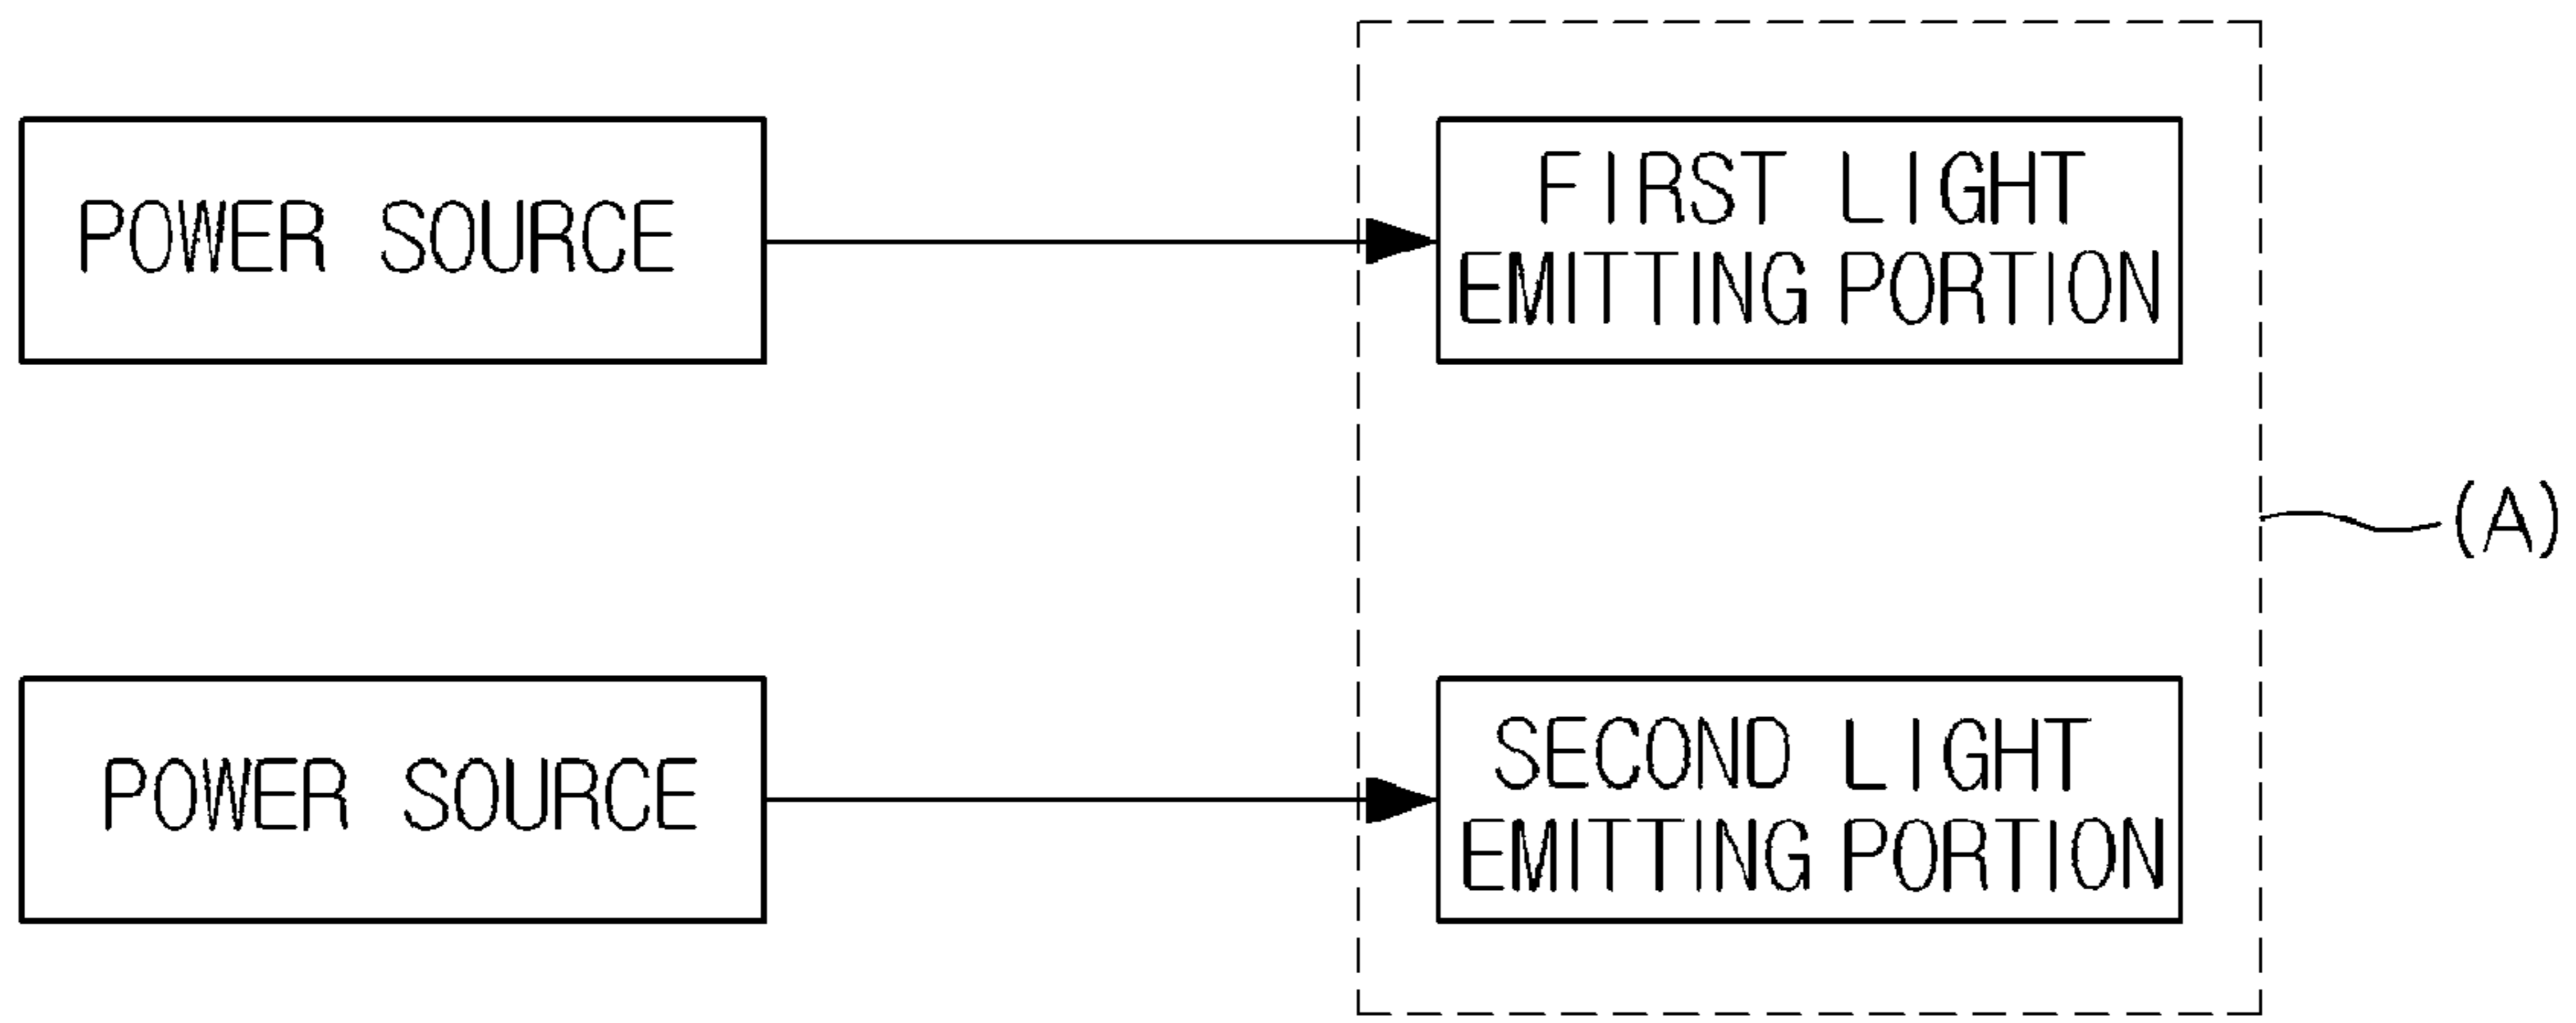 POWER SOURCE
FIRST LIGHT
EMITTING PORTION
(A)
POWER SOURCE
SECOND LIGHT
EMITTING PORTION